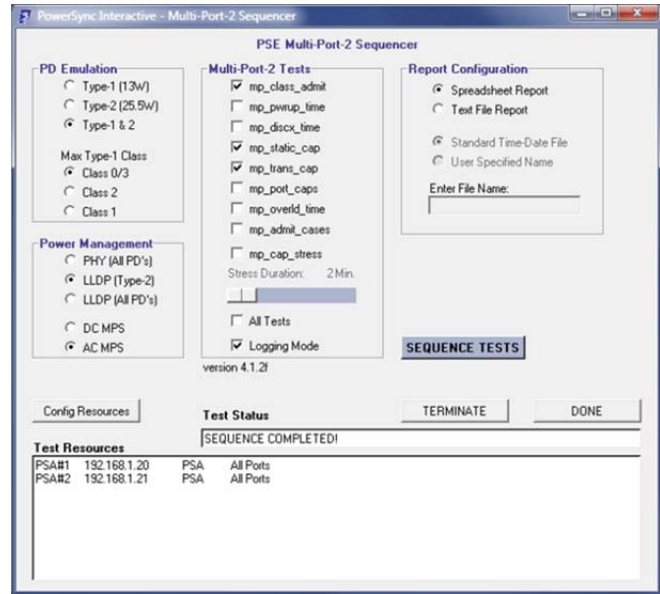 PowerSync Interactive - Multi-Port-2 Sequencer
PSE Multi-Port-2 Sequencer
PD Emulation
Type-1 (13W)
Type-2 (25.5W)
Type-1 & 2
Max Type-1 Class
Class 0/3
Class 2
Class 1
Power Management
PHY (All PD's)
LLDP (Type-2)
LLDP (All PD's)
DC MPS
AC MPS
Multi-Port-2 Tests
mp_class_admit
mp_pwrup_time
mp_discx_time
mp_static_cap
mp_trans_cap
mp_port_caps
mp_overld_time
mp_admit_cases
mp_cap_stress
Stress Duration: 2 Min.
All Tests
Logging Mode
version 4.1.2f
Report Configuration
Spreadsheet Report
Text File Report
Standard Time-Date File
User Specified Name
Enter File Name:
SEQUENCE TESTS
Config Resources
Test Status
TERMINATE
DONE
SEQUENCE COMPLETED!
Test Resources
PSA#1 192.168.1.20 PSA All Ports
PSA#2 192.168.1.21 PSA All Ports